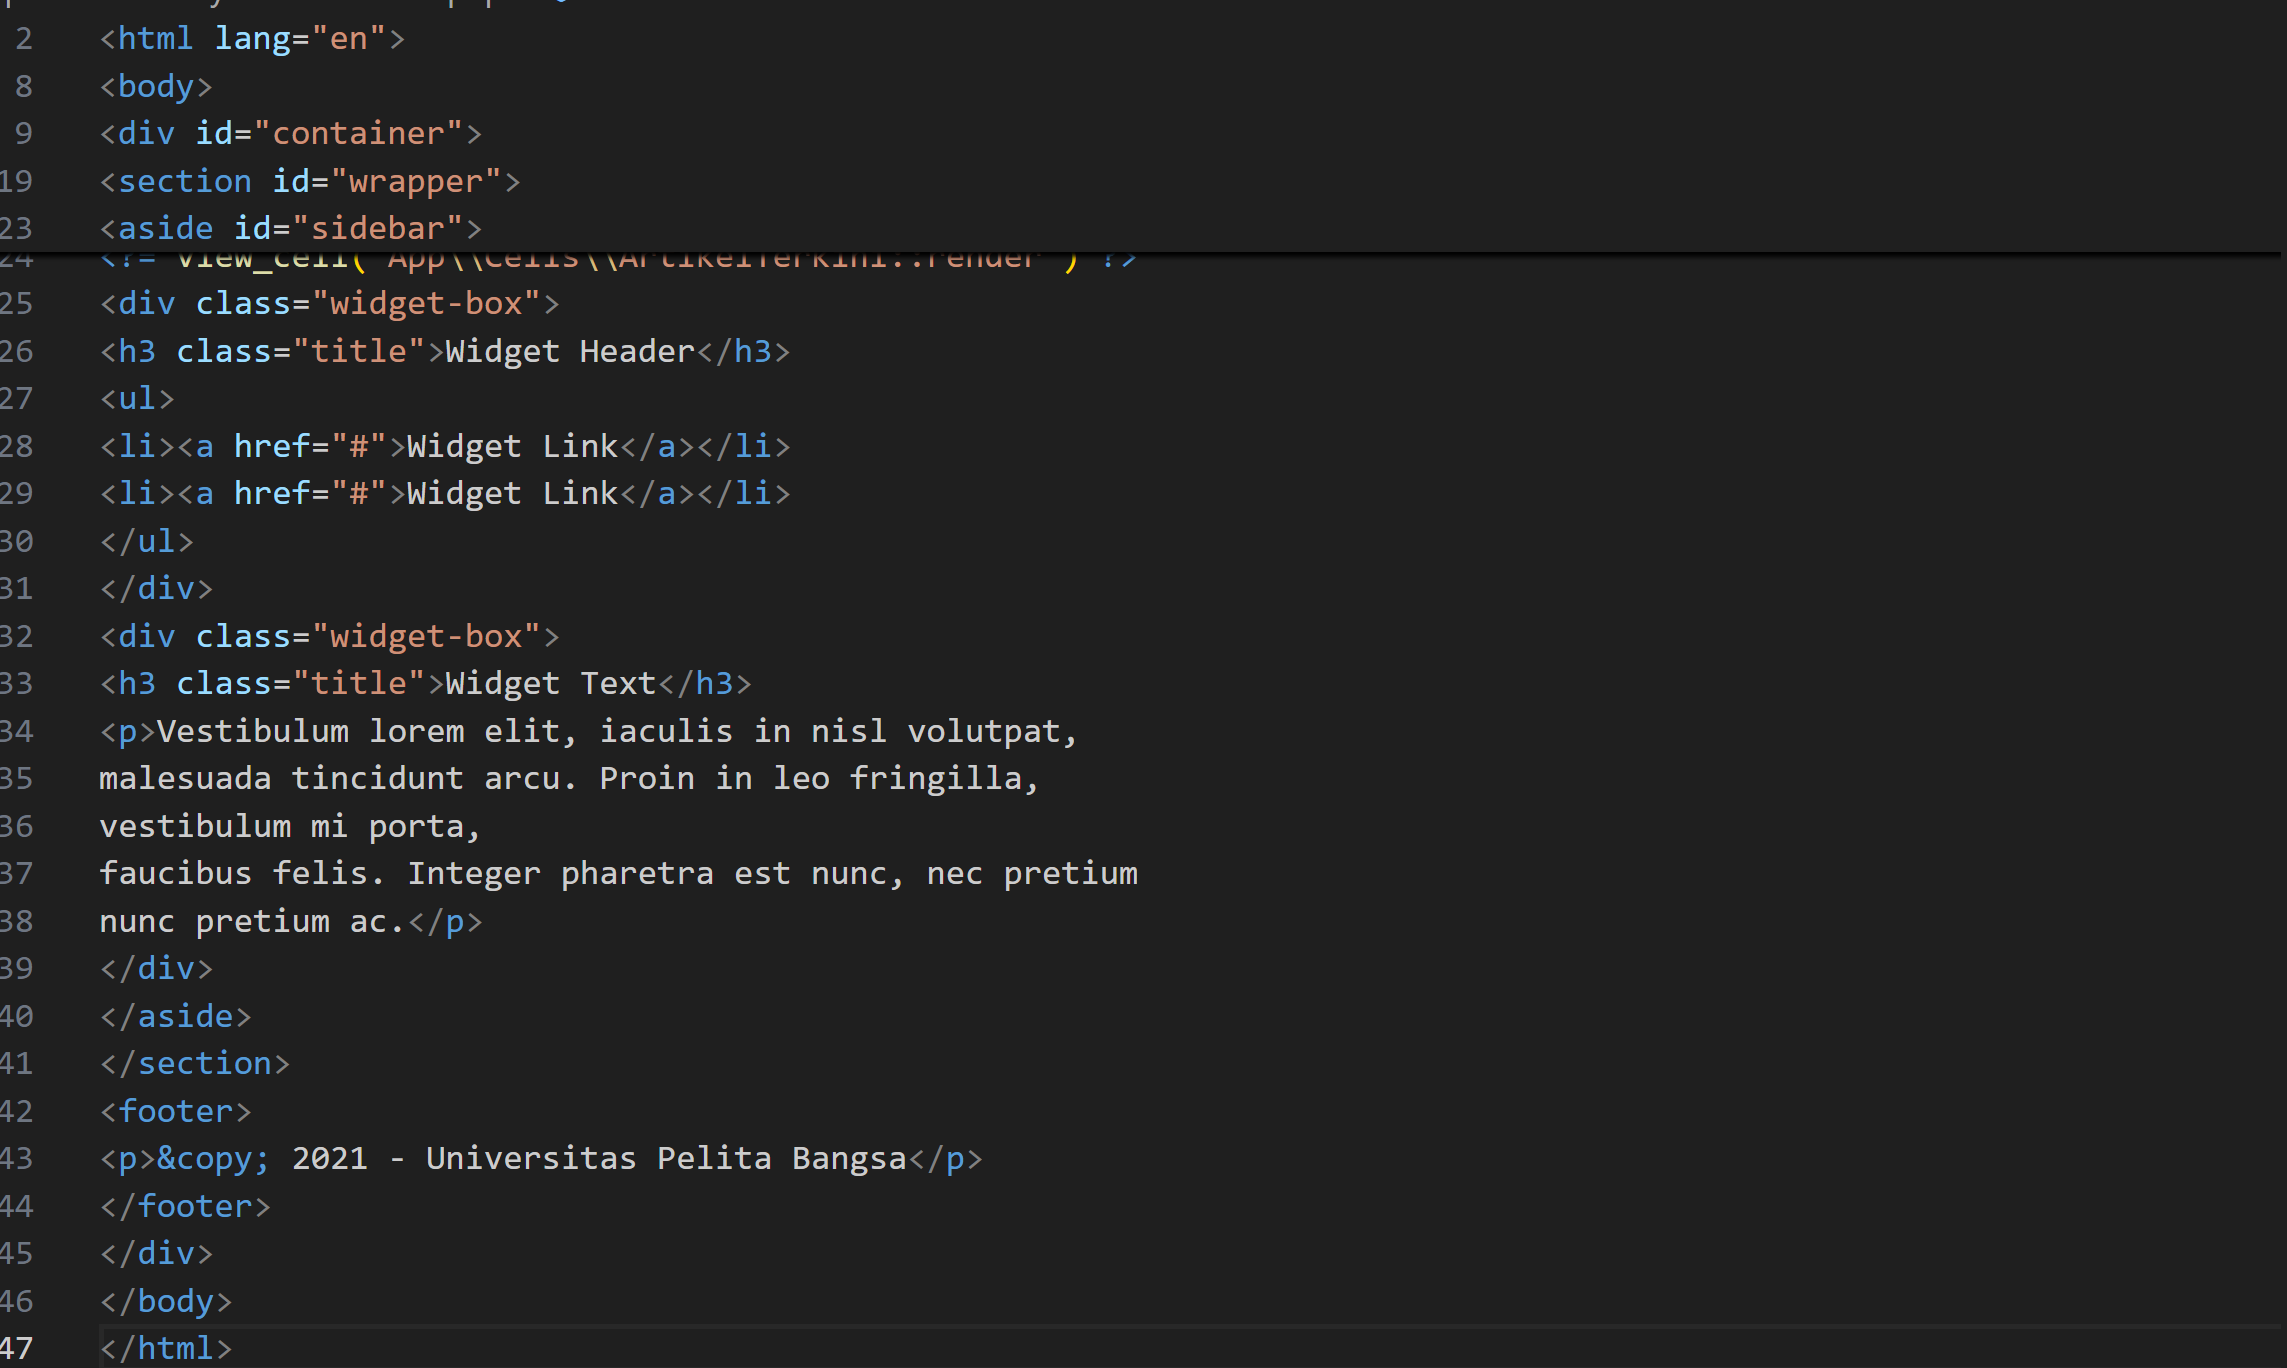 2 <html lang="en">
8 <body>
9 <div id="container">
19 <section id="wrapper">
23 <aside id="sidebar">
24 <?= view_cell('App\\Cells\\ArtikelTerkini::render') ?>
25 <div class="widget-box">
26 <h3 class="title">Widget Header</h3>
27 <ul>
28 <li><a href="#">Widget Link</a></li>
29 <li><a href="#">Widget Link</a></li>
30 </ul>
31 </div>
32 <div class="widget-box">
33 <h3 class="title">Widget Text</h3>
34 <p>Vestibulum lorem elit, iaculis in nisl volutpat,
35 malesuada tincidunt arcu. Proin in leo fringilla,
36 vestibulum mi porta,
37 faucibus felis. Integer pharetra est nunc, nec pretium
38 nunc pretium ac.</p>
39 </div>
40 </aside>
41 </section>
42 <footer>
43 <p>&copy; 2021 - Universitas Pelita Bangsa</p>
44 </footer>
45 </div>
46 </body>
47 </html>